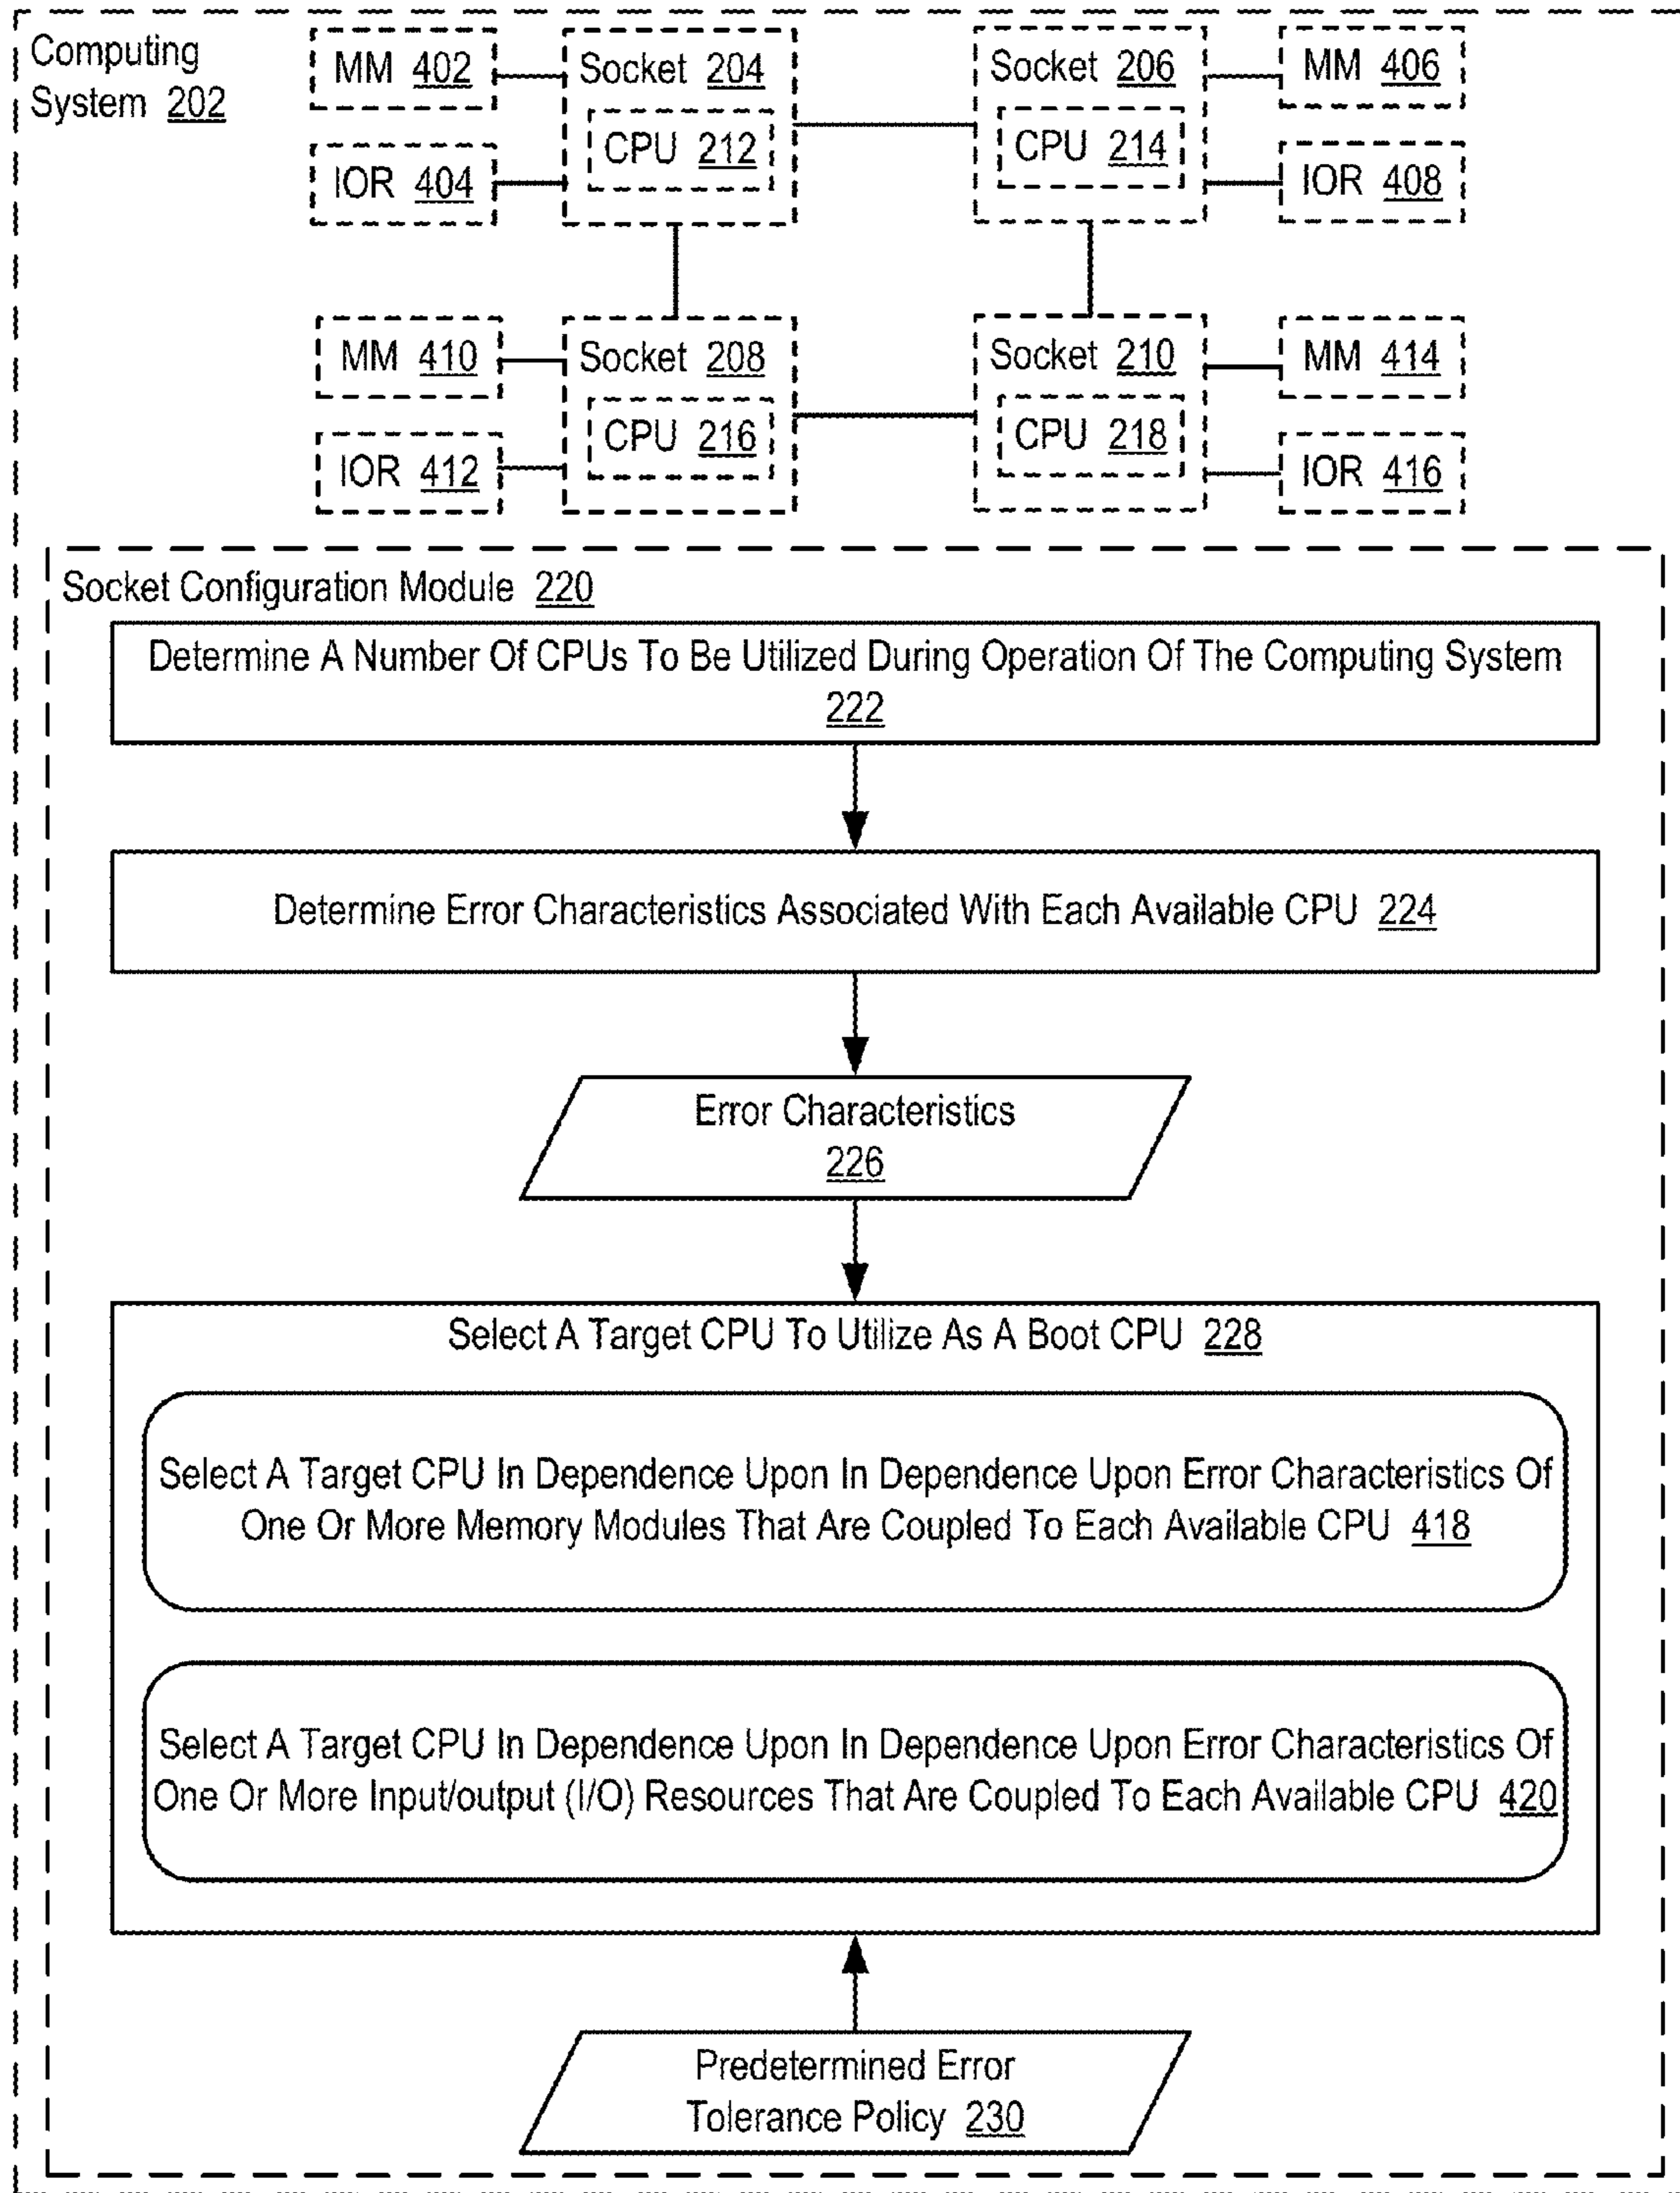 Computing
System 202
MM 402
IOR 404
Socket 204
CPU 212
Socket 206
CPU 214
MM 406
IOR 408
MM 410
IOR 412
Socket 208
CPU 216
Socket 210
CPU 218
MM 414
IOR 416
Socket Configuration Module 220
Determine A Number Of CPUs To Be Utilized During Operation Of The Computing System
222
Determine Error Characteristics Associated With Each Available CPU 224
Error Characteristics
226
Select A Target CPU To Utilize As A Boot CPU 228
Select A Target CPU In Dependence Upon In Dependence Upon Error Characteristics Of
One Or More Memory Modules That Are Coupled To Each Available CPU 418
Select A Target CPU In Dependence Upon In Dependence Upon Error Characteristics Of
One Or More Input/output (I/O) Resources That Are Coupled To Each Available CPU 420
Predetermined Error
Tolerance Policy 230